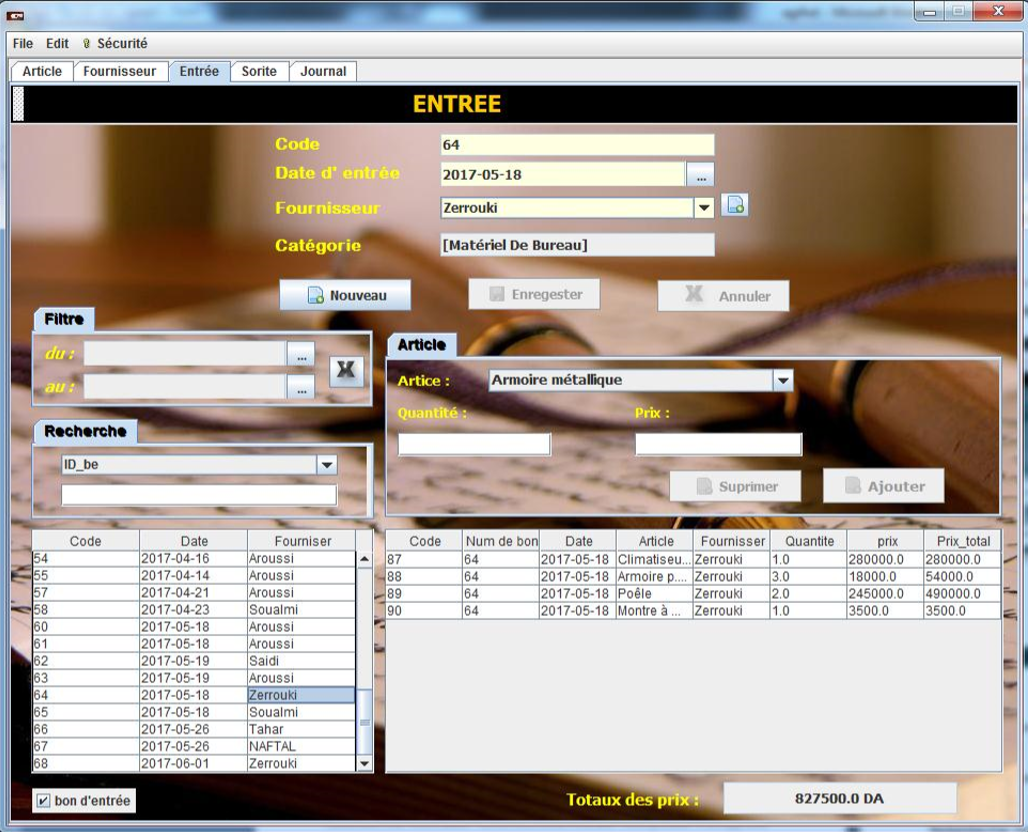 File Edit Sécurité
Article Fournisseur Entrée Sorite Journal
ENTREE
Code 64
Date d' entrée 2017-05-18 ...
Fournisseur Zerrouki
Catégorie [Matériel De Bureau]
Nouveau Enregester Annuler
Filtre
du : ...
au : ...
Article
Artice : Armoire métallique
Quantité : Prix :
Suprimer Ajouter
Recherche
ID_be
Code Date Fourniser
54 2017-04-16 Aroussi
55 2017-04-14 Aroussi
57 2017-04-21 Aroussi
58 2017-04-23 Soualmi
60 2017-05-18 Aroussi
61 2017-05-18 Aroussi
62 2017-05-19 Saidi
63 2017-05-19 Aroussi
64 2017-05-18 Zerrouki
65 2017-05-18 Soualmi
66 2017-05-26 Tahar
67 2017-05-26 NAFTAL
68 2017-06-01 Zerrouki
Code Num de bon Date Article Fournisser Quantite prix Prix_total
87 64 2017-05-18 Climatiseu... Zerrouki 1.0 280000.0 280000.0
88 64 2017-05-18 Armoire p.... Zerrouki 3.0 18000.0 54000.0
89 64 2017-05-18 Poêle Zerrouki 2.0 245000.0 490000.0
90 64 2017-05-18 Montre à ... Zerrouki 1.0 3500.0 3500.0
bon d'entrée
Totaux des prix : 827500.0 DA